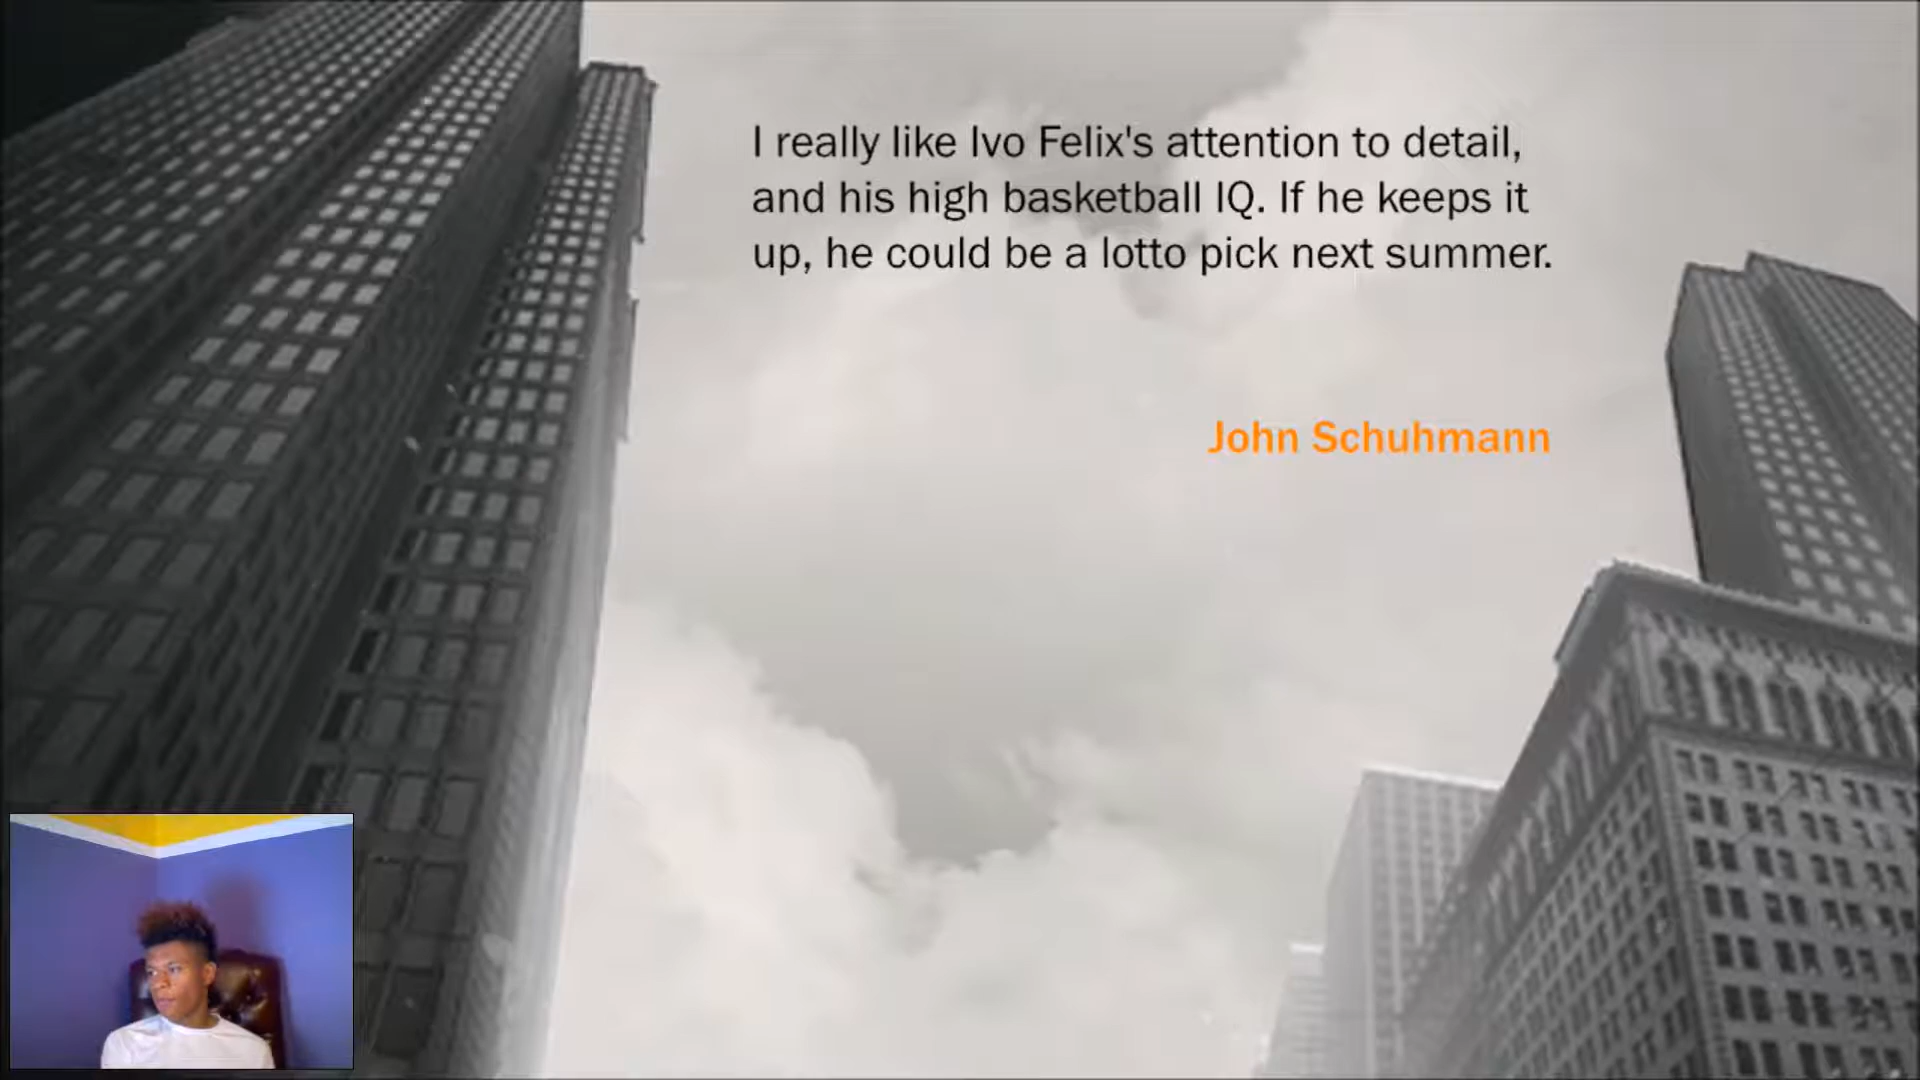 I really like Ivo Felix's attention to detail,
and his high basketball IQ. If he keeps it
up, he could be a lotto pick next summer.
John Schuhmann